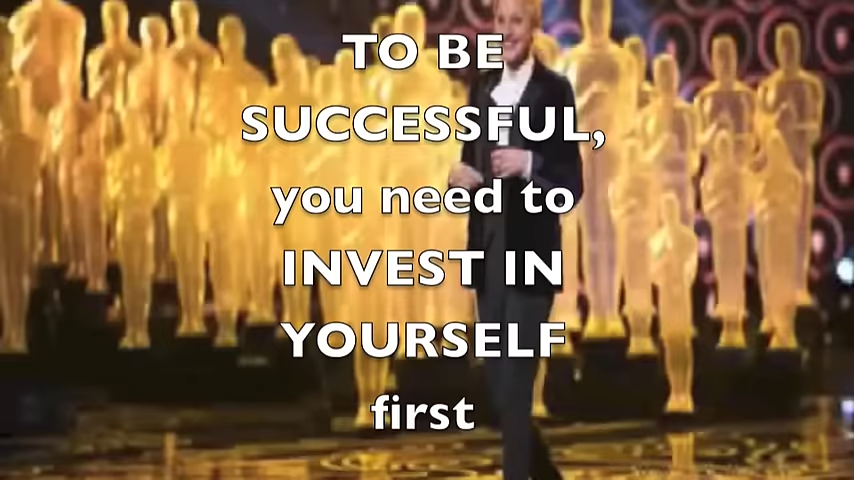 TO BE
SUCCESSFUL,
you need to
INVEST IN
YOURSELF
first